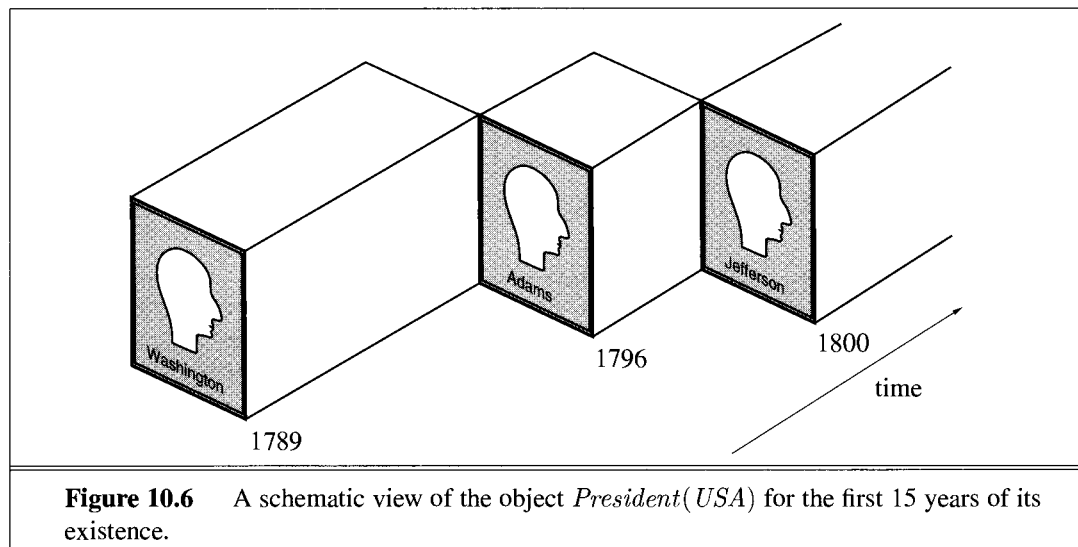 Washington
Adams
Jefferson
1789
1796
1800
time
Figure 10.6 A schematic view of the object President(USA) for the first 15 years of its
existence.